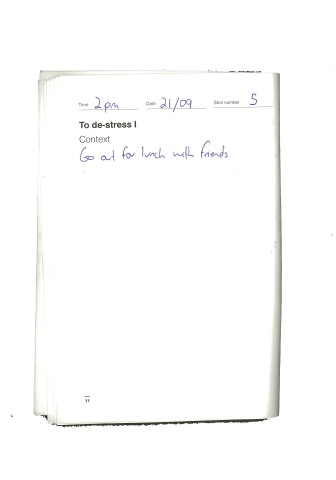 Time 2pm Date 21/09 Shot number 5
To de-stress I
Context
Go out for lunch with friends
11